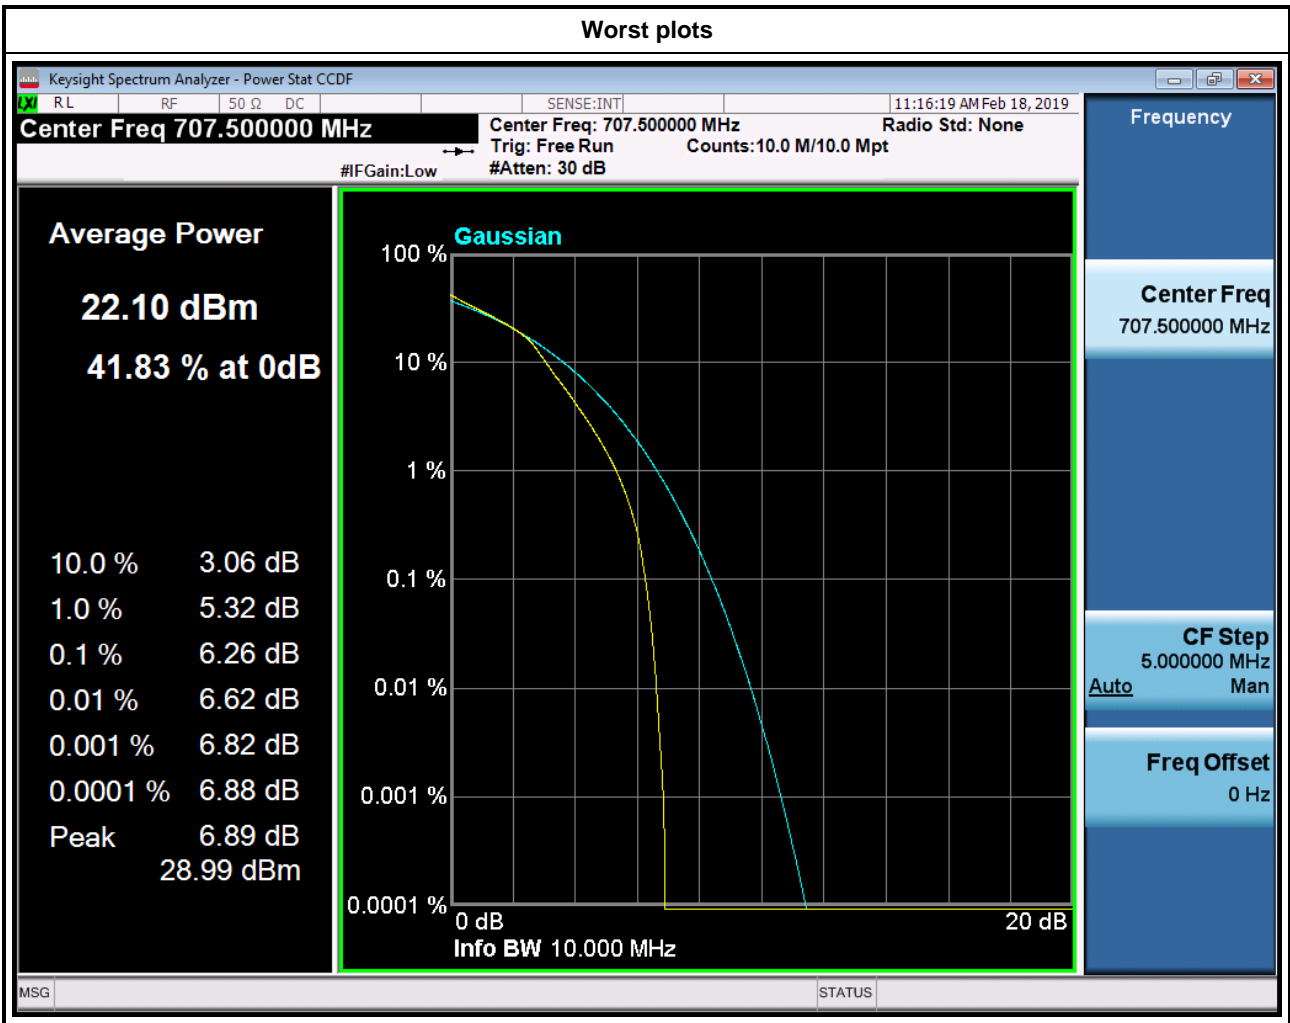 Worst plots
Keysight Spectrum Analyzer - Power Stat CCDF
LXI RL RF 50 Ω DC SENSE:INT 11:16:19 AM Feb 18, 2019
Center Freq 707.500000 MHz
Center Freq: 707.500000 MHz Radio Std: None
Trig: Free Run Counts:10.0 M/10.0 Mpt
#IFGain:Low #Atten: 30 dB
Average Power
22.10 dBm
41.83 % at 0dB
10.0 % 3.06 dB
1.0 % 5.32 dB
0.1 % 6.26 dB
0.01 % 6.62 dB
0.001 % 6.82 dB
0.0001 % 6.88 dB
Peak 6.89 dB
28.99 dBm
Gaussian
100 %
10 %
1 %
0.1 %
0.01 %
0.001 %
0.0001 %
0 dB 20 dB
Info BW 10.000 MHz
Frequency
Center Freq
707.500000 MHz
CF Step
5.000000 MHz
Auto Man
Freq Offset
0 Hz
MSG STATUS